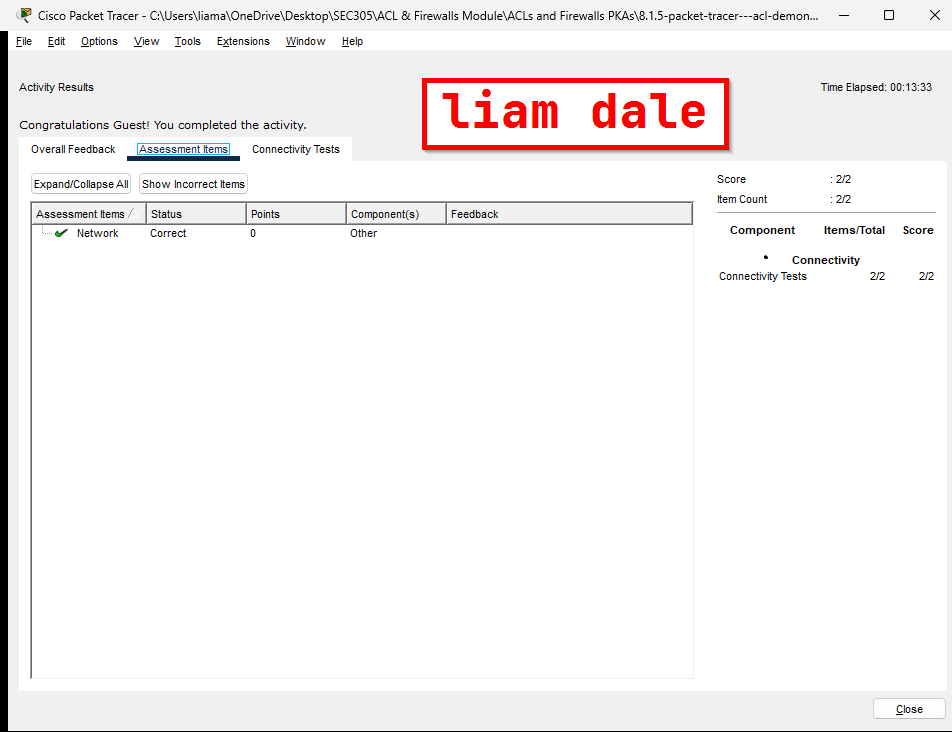 Cisco Packet Tracer - C:\Users\liama\OneDrive\Desktop\SEC305\ACL & Firewalls Module\ACLs and Firewalls PKAs\8.1.5-packet-tracer---acl-demon...
File Edit Options View Tools Extensions Window Help
liam dale
Activity Results
Time Elapsed: 00:13:33
Congratulations Guest! You completed the activity.
Overall Feedback Assessment Items Connectivity Tests
Expand/Collapse All Show Incorrect Items
Assessment Items Status Points Component(s) Feedback
Network Correct 0 Other
Score : 2/2
Item Count : 2/2
Component Items/Total Score
• Connectivity
Connectivity Tests 2/2 2/2
Close